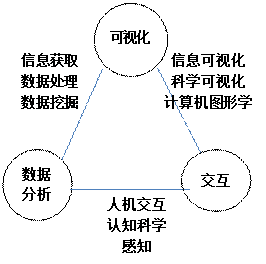 可视化
信息获取
数据处理
数据挖掘
信息可视化
科学可视化
计算机图形学
数据
分析
交互
人机交互
认知科学
感知